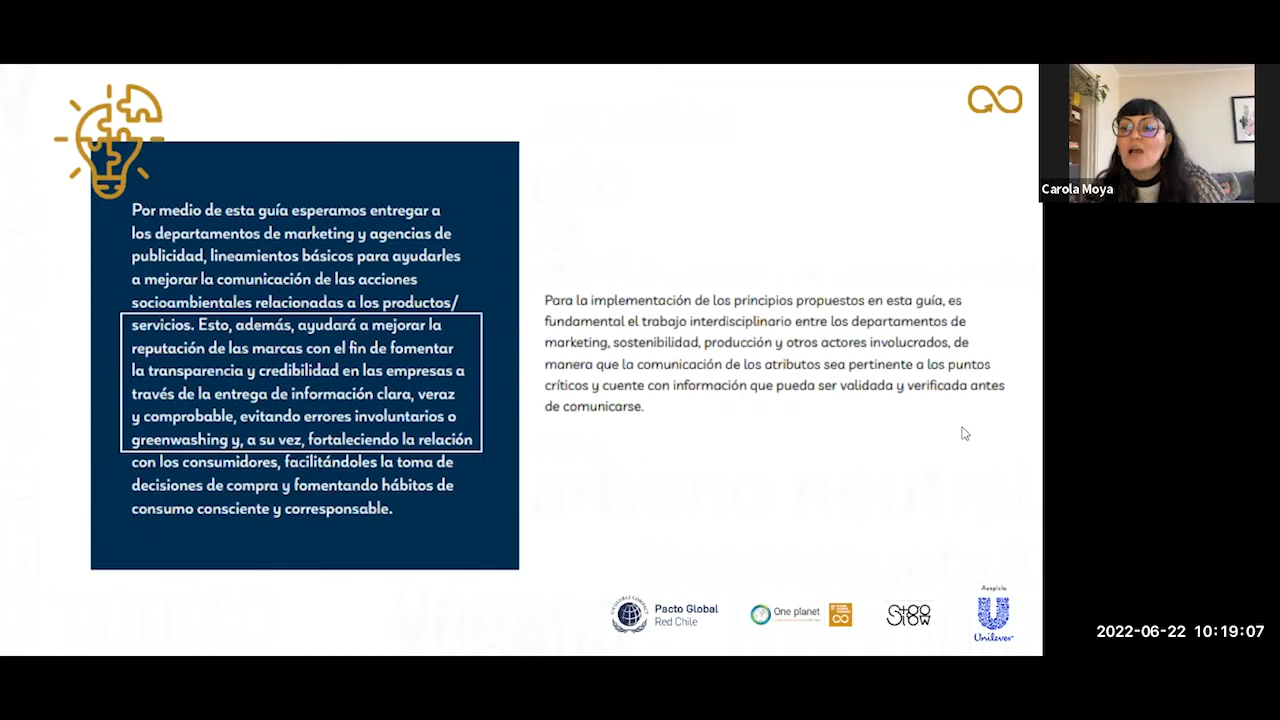 Por medio de esta guía esperamos entregar a
los departamentos de marketing y agencias de
publicidad, lineamientos básicos para ayudarles
a mejorar la comunicación de las acciones
socioambientales relacionadas a los productos/
servicios. Esto, además, ayudará a mejorar la
reputación de las marcas con el fin de fomentar
la transparencia y credibilidad en las empresas a
través de la entrega de información clara, veraz
y comprobable, evitando errores involuntarios o
greenwashing y, a su vez, fortaleciendo la relación
con los consumidores, facilitándoles la toma de
decisiones de compra y fomentando hábitos de
consumo consciente y corresponsable.
Para la implementación de los principios propuestos en esta guía, es
fundamental el trabajo interdisciplinario entre los departamentos de
marketing, sostenibilidad, producción y otros actores involucrados, de
manera que la comunicación de los atributos sea pertinente a los puntos
críticos y cuente con información que pueda ser validada y verificada antes
de comunicarse.
Carola Moya
Pacto Global
Red Chile
One planet
Auspicia
Unilever
2022-06-22 10:19:07